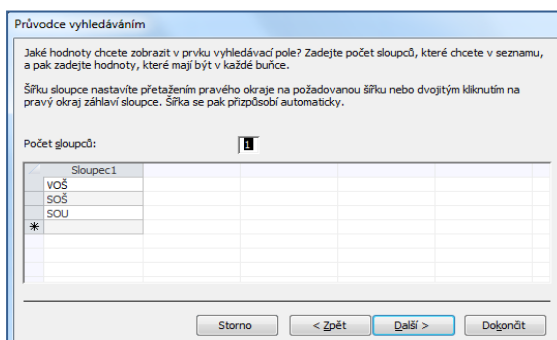 Průvodce vyhledáváním
Jaké hodnoty chcete zobrazit v prvku vyhledávací pole? Zadejte počet sloupců, které chcete v seznamu,
a pak zadejte hodnoty, které mají být v každé buňce.
Šířku sloupce nastavíte přetažením pravého okraje na požadovanou šířku nebo dvojitým kliknutím na
pravý okraj záhlaví sloupce. Šířka se pak přizpůsobí automaticky.
Počet sloupců: 1
Sloupec1
VOŠ
SOŠ
SOU
*
Storno < Zpět Další > Dokončit